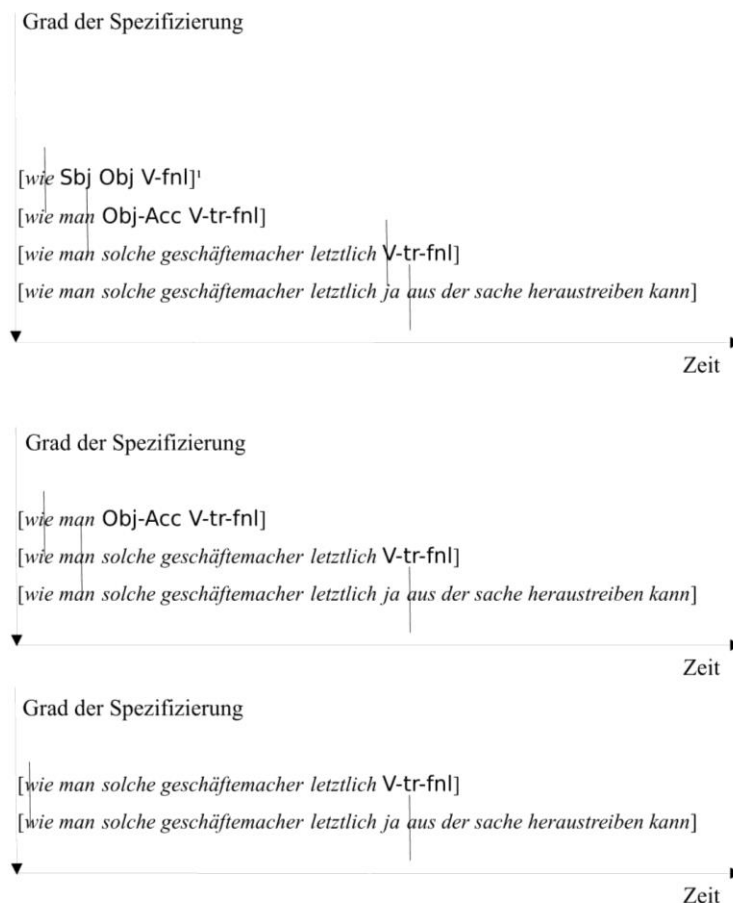 Grad der Spezifizierung
[wie Sbj Obj V-fnl]¹
[wie man Obj-Acc V-tr-fnl]
[wie man solche geschäftemacher letztlich V-tr-fnl]
[wie man solche geschäftemacher letztlich ja aus der sache heraustreiben kann]
Zeit
Grad der Spezifizierung
[wie man Obj-Acc V-tr-fnl]
[wie man solche geschäftemacher letztlich V-tr-fnl]
[wie man solche geschäftemacher letztlich ja aus der sache heraustreiben kann]
Zeit
Grad der Spezifizierung
[wie man solche geschäftemacher letztlich V-tr-fnl]
[wie man solche geschäftemacher letztlich ja aus der sache heraustreiben kann]
Zeit